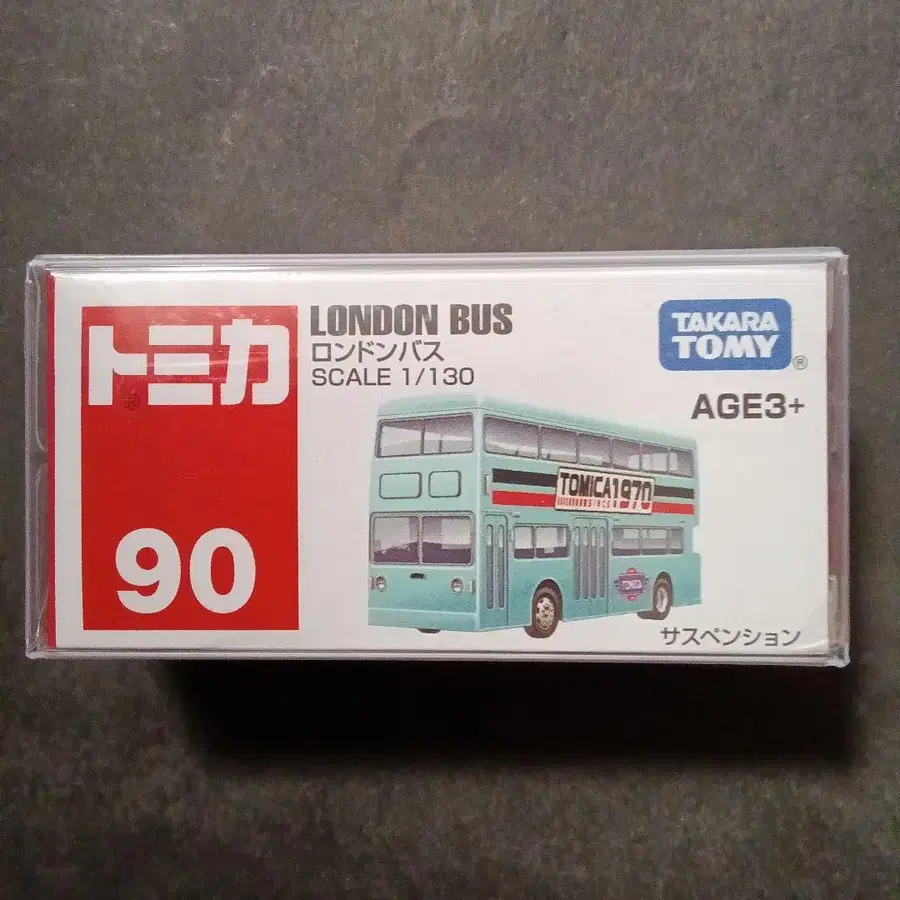 トミカ
®
90
LONDON BUS
ロンドンバス
SCALE 1/130
TAKARA
TOMY
®
AGE3+
TOMICA1970
サスペンション